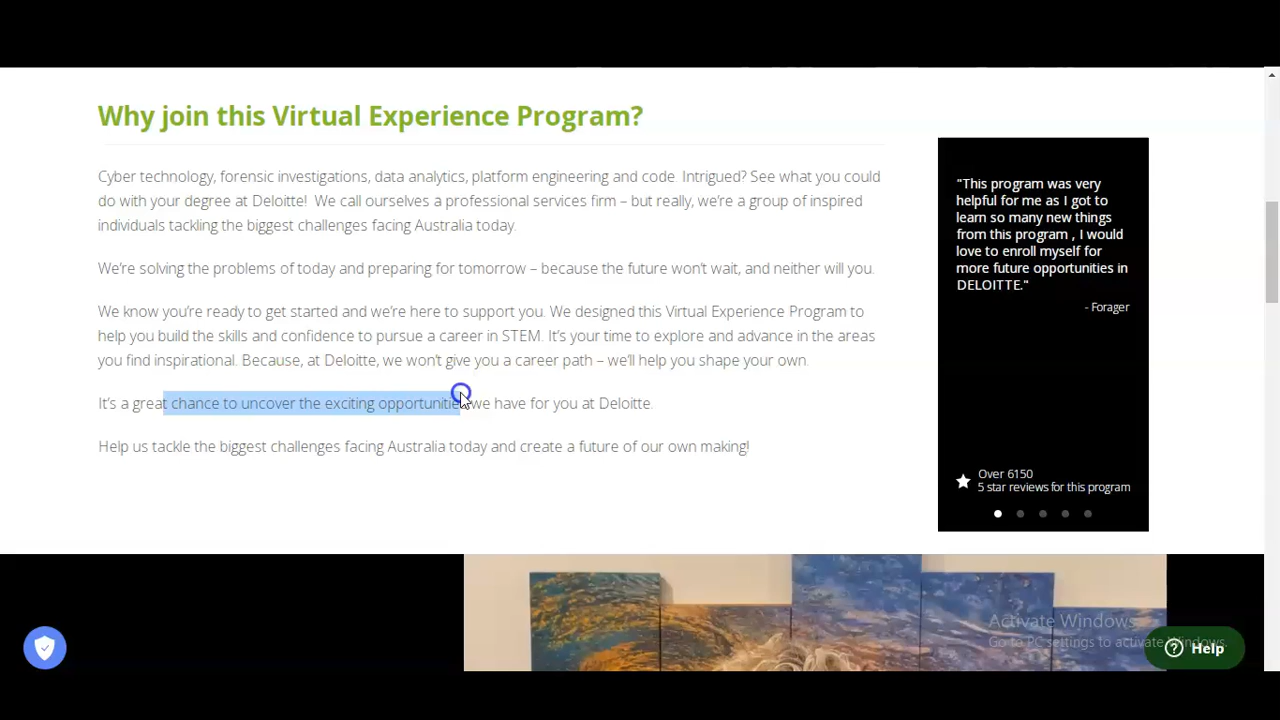 Why join this Virtual Experience Program?
Cyber technology, forensic investigations, data analytics, platform engineering and code. Intrigued? See what you could
do with your degree at Deloitte!  We call ourselves a professional services firm – but really, we’re a group of inspired
individuals tackling the biggest challenges facing Australia today.
We’re solving the problems of today and preparing for tomorrow – because the future won’t wait, and neither will you.
We know you’re ready to get started and we’re here to support you. We designed this Virtual Experience Program to
help you build the skills and confidence to pursue a career in STEM. It’s your time to explore and advance in the areas
you find inspirational. Because, at Deloitte, we won’t give you a career path – we’ll help you shape your own.
It’s a great chance to uncover the exciting opportunities we have for you at Deloitte.
Help us tackle the biggest challenges facing Australia today and create a future of our own making!
"This program was very
helpful for me as I got to
learn so many new things
from this program , I would
love to enroll myself for
more future opportunities in
DELOITTE."
- Forager
Over 6150
5 star reviews for this program
Activate Windows
Go to PC settings to activate Windows.
Help